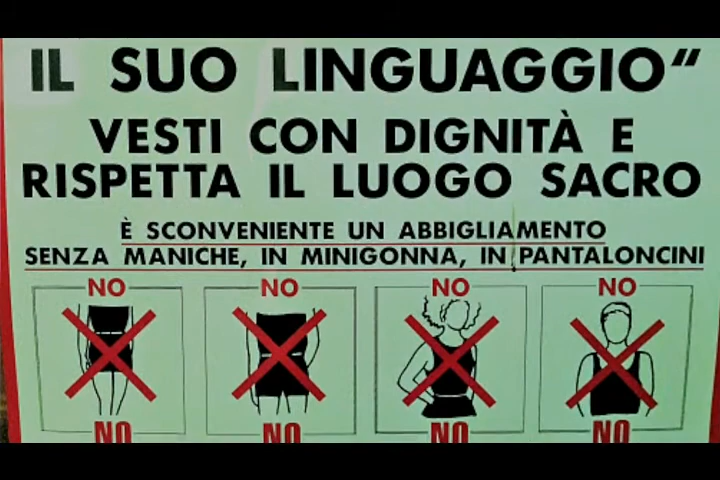 IL SUO LINGUAGGIO“
VESTI CON DIGNITÀ E
RISPETTA IL LUOGO SACRO
È SCONVENIENTE UN ABBIGLIAMENTO
SENZA MANICHE, IN MINIGONNA, IN PANTALONCINI
NO NO NO NO
NO NO NO NO